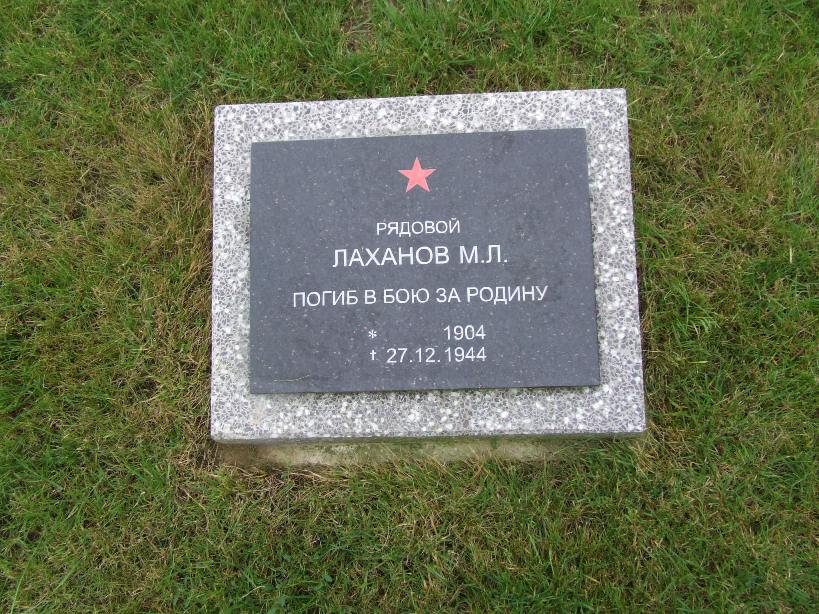 РЯДОВОЙ
ЛАХАНОВ М.Л.
ПОГИБ В БОЮ ЗА РОДИНУ
* 1904
† 27.12.1944